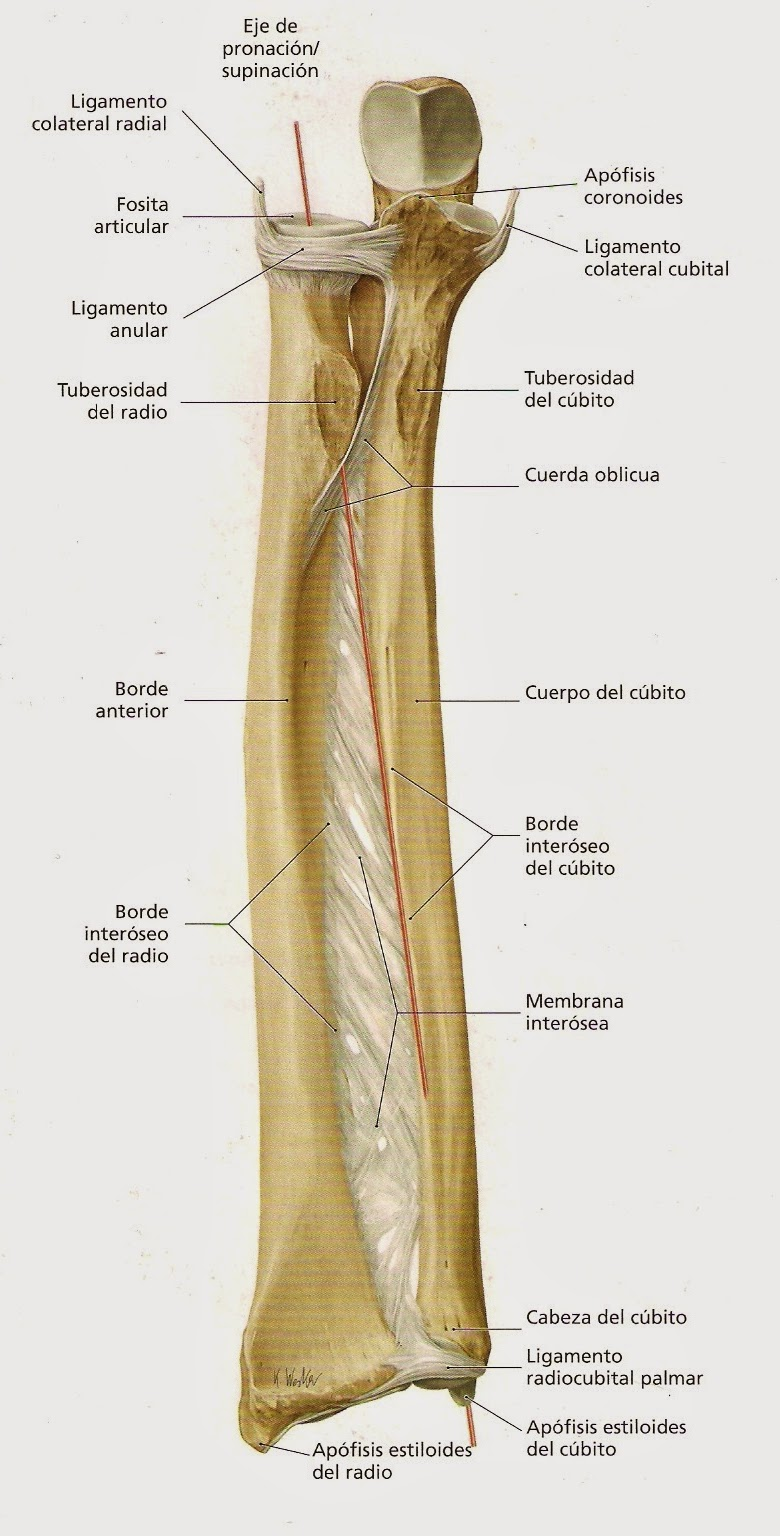 Eje de
pronación/
supinación
Ligamento
colateral radial
Fosita
articular
Ligamento
anular
Tuberosidad
del radio
Borde
anterior
Borde
interóseo
del radio
Apófisis
coronoides
Ligamento
colateral cubital
Tuberosidad
del cúbito
Cuerda oblicua
Cuerpo del cúbito
Borde
interóseo
del cúbito
Membrana
interósea
Cabeza del cúbito
Ligamento
radiocubital palmar
Apófisis estiloides
del cúbito
Apófisis estiloides
del radio
K. Wesker